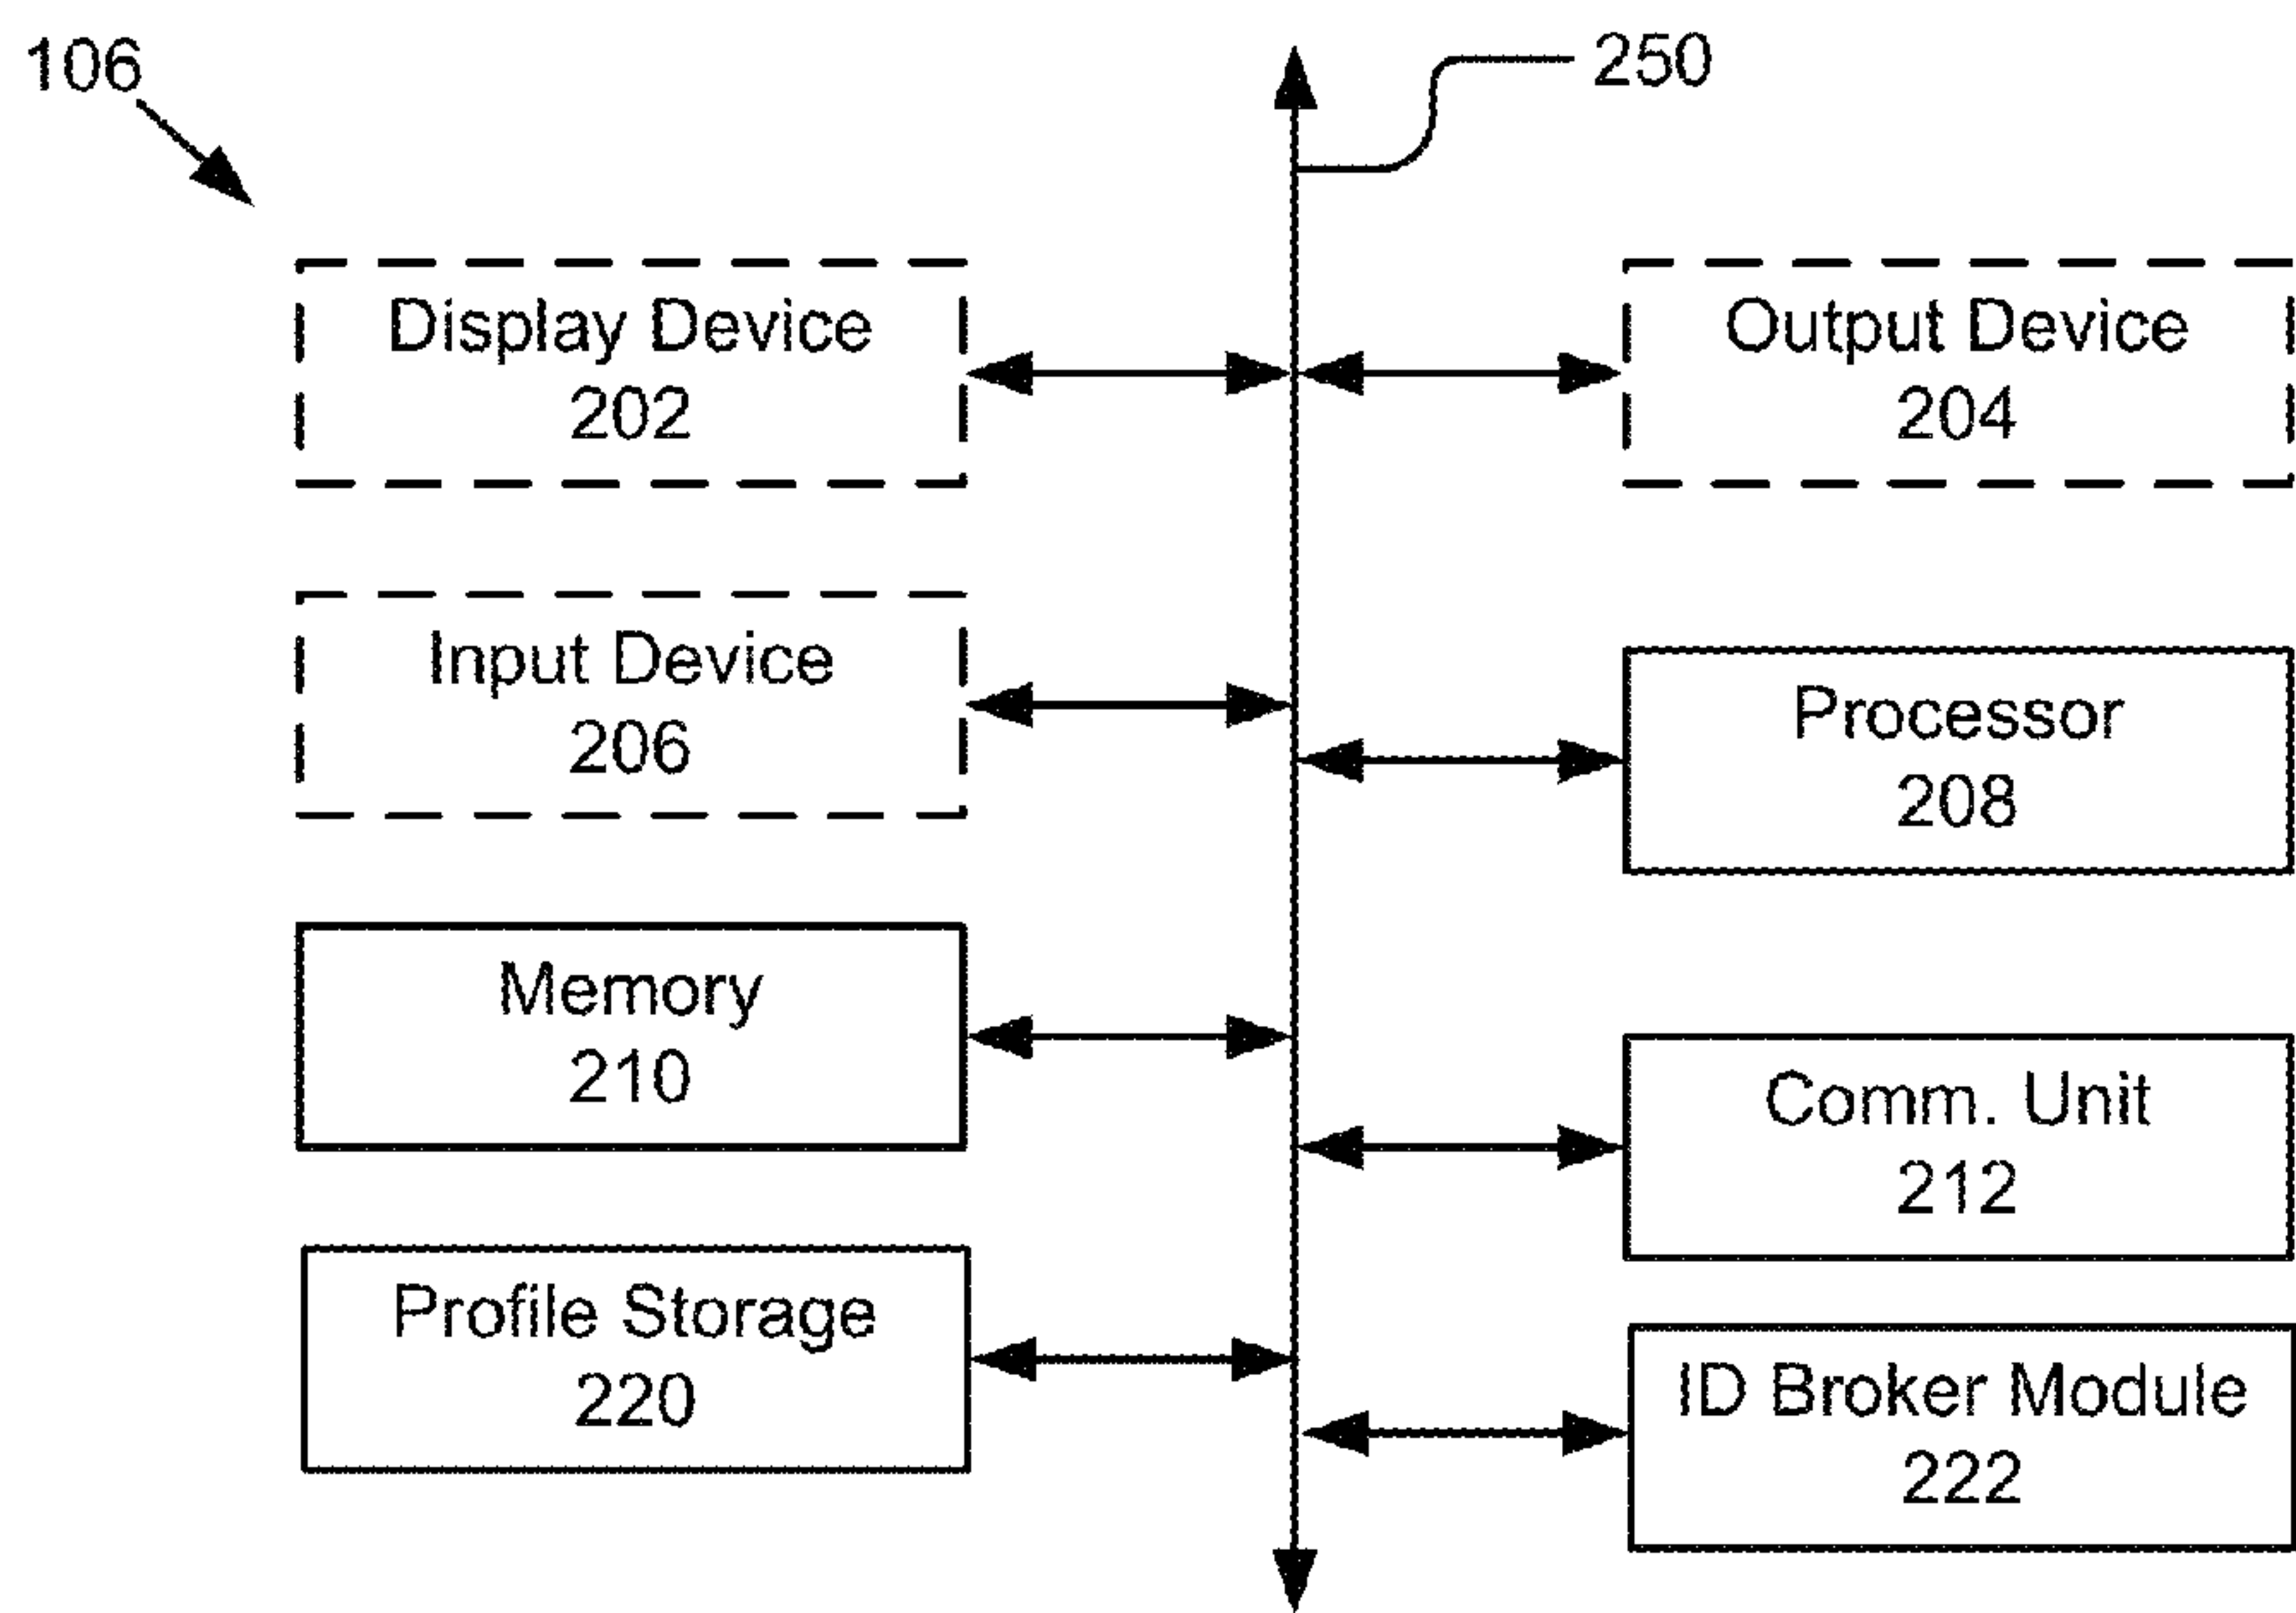 106
250
Display Device
202
Output Device
204
Input Device
206
Processor
208
Memory
210
Comm. Unit
212
Profile Storage
220
ID Broker Module
222